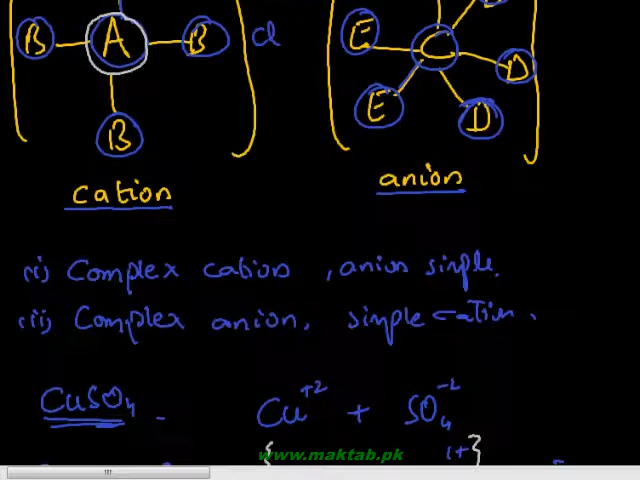 B A B Cl E C D
B E D
cation anion
(i) Complex cation , anion simple.
(ii) Complex anion, simple cation.
CuSO₄ - Cu⁺² + SO₄⁻²
www.maktab.pk 1+